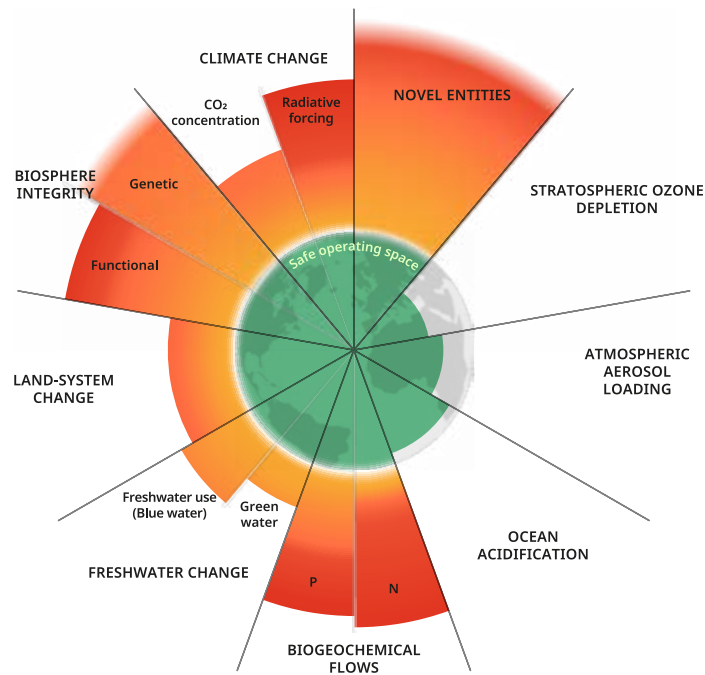 CLIMATE CHANGE
CO₂
concentration
Radiative
forcing
NOVEL ENTITIES
STRATOSPHERIC OZONE
DEPLETION
BIOSPHERE
INTEGRITY
Genetic
Functional
Safe operating space
ATMOSPHERIC
AEROSOL
LOADING
LAND-SYSTEM
CHANGE
Freshwater use
(Blue water)
Green
water
FRESHWATER CHANGE
P
N
OCEAN
ACIDIFICATION
BIOGEOCHEMICAL
FLOWS